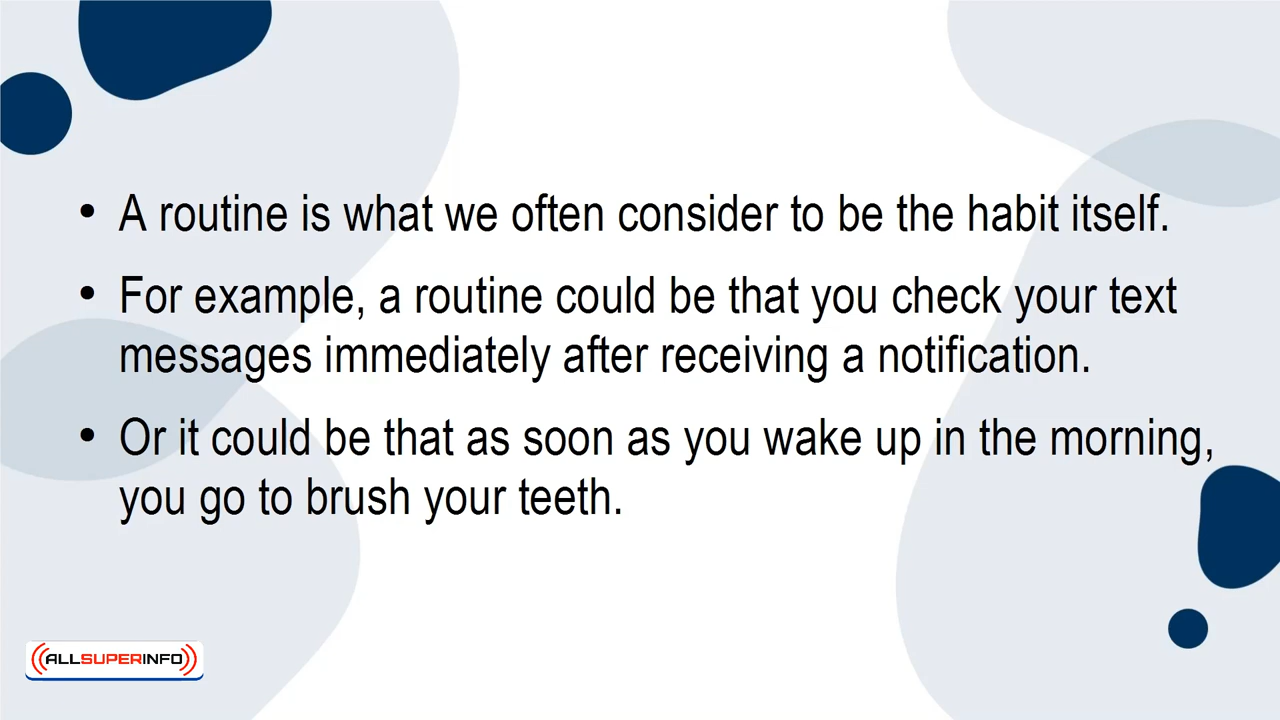 • A routine is what we often consider to be the habit itself.
• For example, a routine could be that you check your text
messages immediately after receiving a notification.
• Or it could be that as soon as you wake up in the morning,
you go to brush your teeth.
ALLSUPERINFO